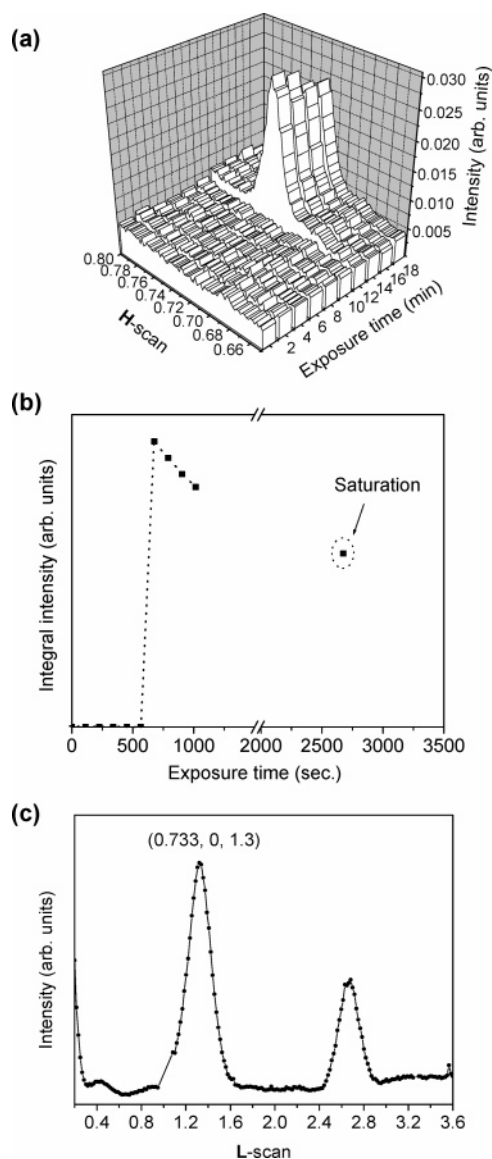 (a)
0.030
0.025
0.020
0.015
0.010
0.005
Intensity (arb. units)
0.80
0.78
0.76
0.74
0.72
0.70
0.68
0.66
H-scan
2
4
6
8
10
12
14
16
18
Exposure time (min)
(b)
Integral intensity (arb. units)
Saturation
0 500 1000 2000 2500 3000 3500
Exposure time (sec.)
(c)
(0.733, 0, 1.3)
Intensity (arb. units)
0.4 0.8 1.2 1.6 2.0 2.4 2.8 3.2 3.6
L-scan